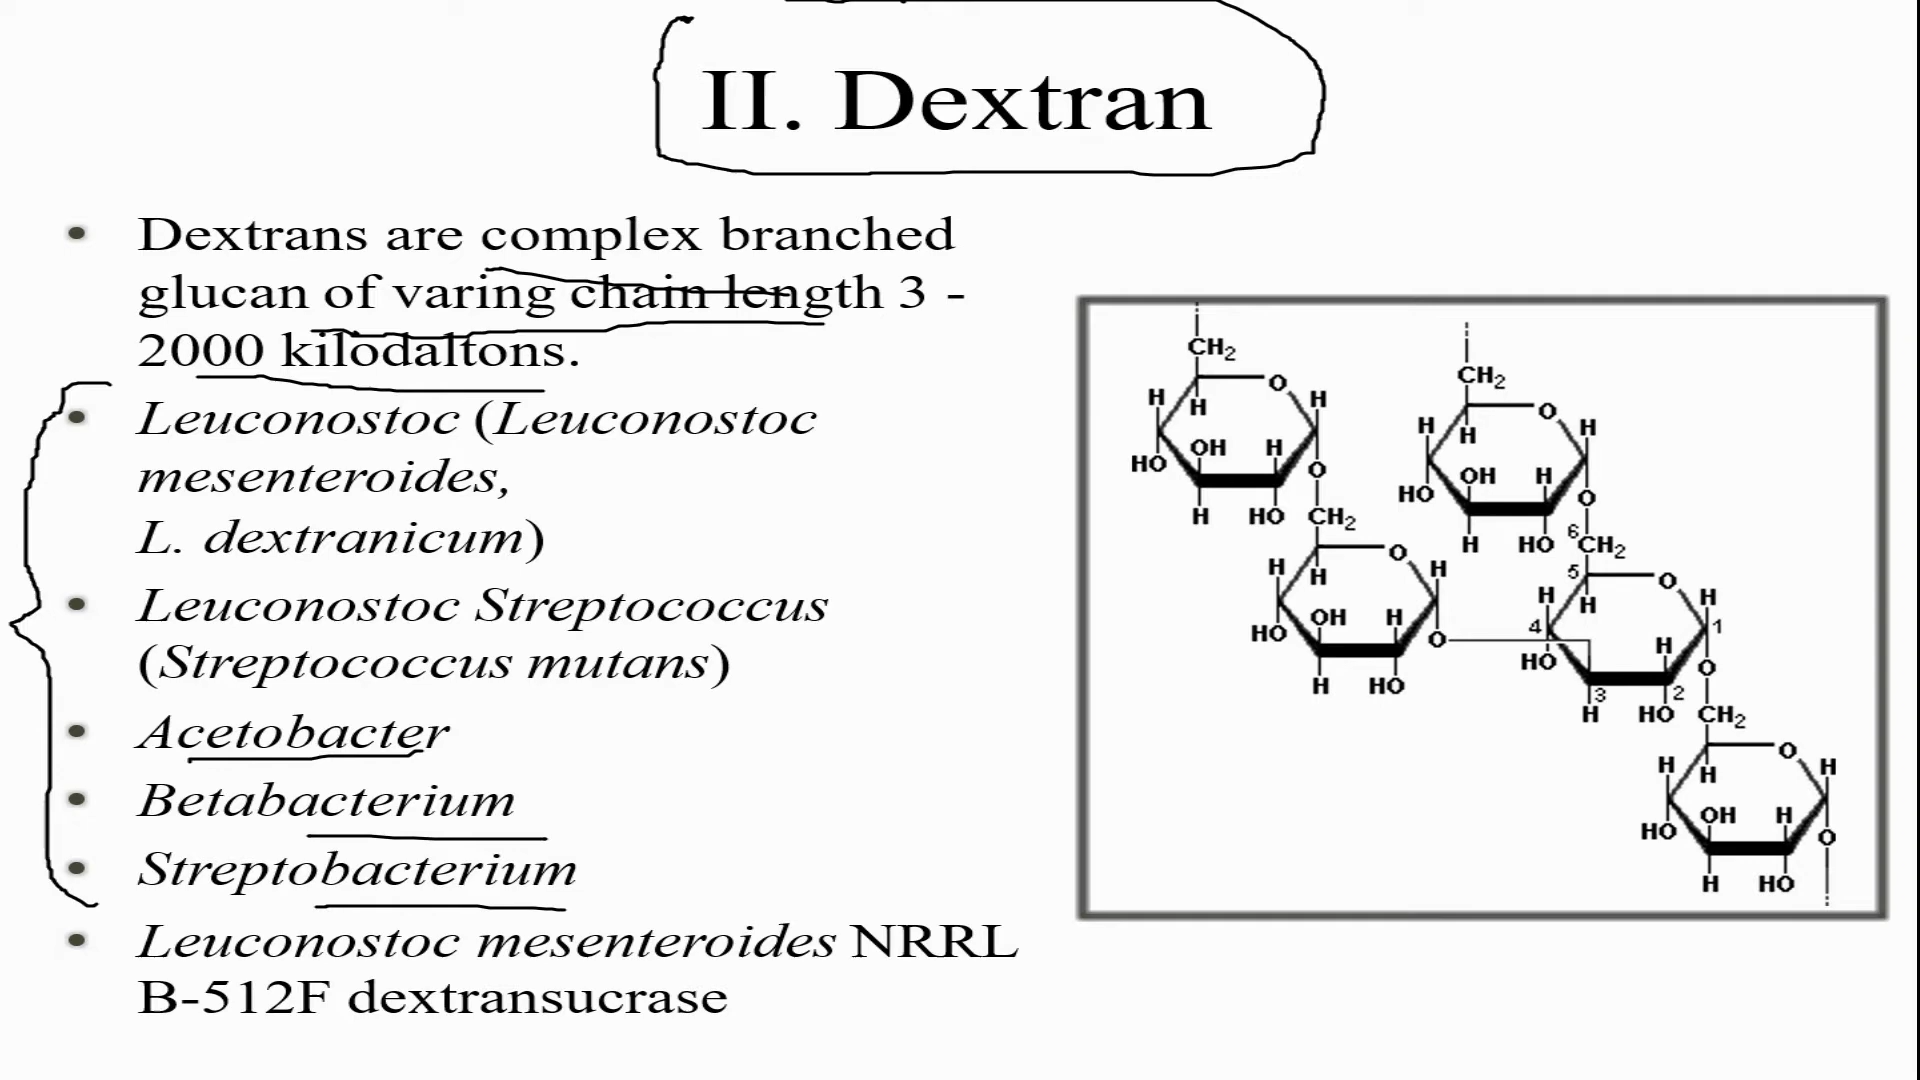 II. Dextran
• Dextrans are complex branched
glucan of varing chain length 3 -
2000 kilodaltons.
• Leuconostoc (Leuconostoc
mesenteroides,
L. dextranicum)
• Leuconostoc Streptococcus
(Streptococcus mutans)
• Acetobacter
• Betabacterium
• Streptobacterium
• Leuconostoc mesenteroides NRRL
B-512F dextransucrase
CH2
O
H
H
H
OH
H
HO
O
H
HO
CH2
O
H
H
H
OH
H
HO
O
H
HO
CH2
O
H
H
H
OH
H
HO
O
H
HO
6
CH2
5
O
H
H
H
4
1
H
HO
O
3
2
H
HO
CH2
O
H
H
H
OH
H
HO
O
H
HO
CH2